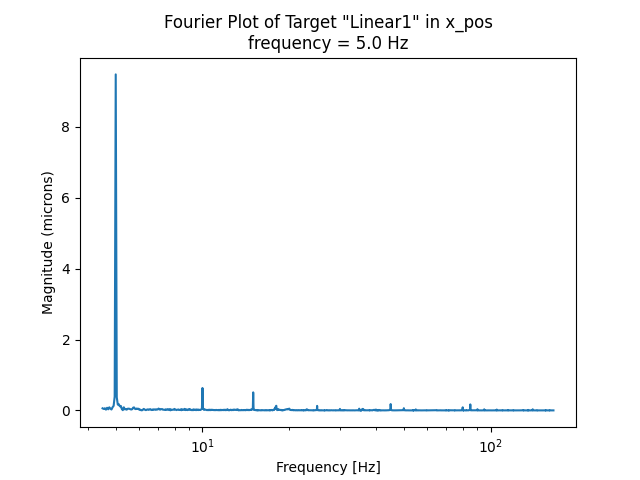 Fourier Plot of Target "Linear1" in x_pos
frequency = 5.0 Hz
Magnitude (microns)
8
6
4
2
0
10¹
10²
Frequency [Hz]